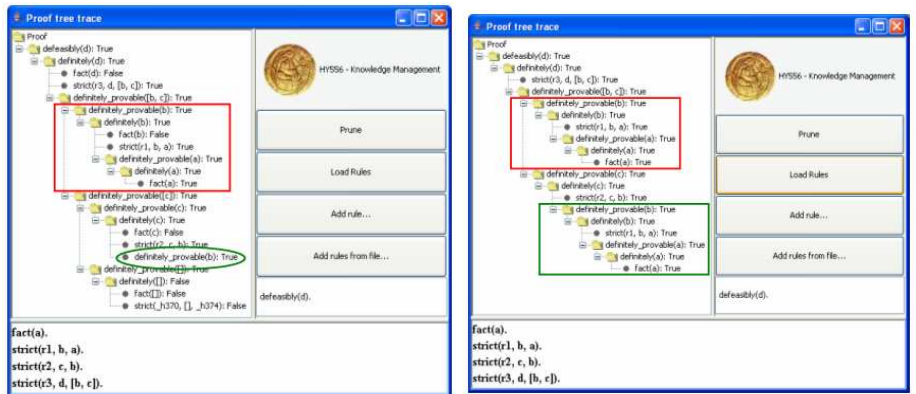 Proof tree trace
Proof
defeasibly(d): True
definitely(d): True
fact(d): False
strict(r3, d, [b, c]): True
definitely_provable([b, c]): True
definitely_provable(b): True
definitely(b): True
fact(b): False
strict(r1, b, a): True
definitely_provable(a): True
definitely(a): True
fact(a): True
definitely_provable([c]): True
definitely_provable(c): True
definitely(c): True
fact(c): False
strict(r2, c, b): True
definitely_provable(b): True
definitely_provable([]): True
definitely([]): False
fact([]): False
strict(_h370, [], _h374): False
HY556 - Knowledge Management
Prune
Load Rules
Add rule...
Add rules from file...
defeasibly(d).
fact(a).
strict(r1, b, a).
strict(r2, c, b).
strict(r3, d, [b, c]).
Proof tree trace
Proof
defeasibly(d): True
definitely(d): True
strict(r3, d, [b, c]): True
definitely_provable([b, c]): True
definitely_provable(b): True
definitely(b): True
strict(r1, b, a): True
definitely_provable(a): True
definitely(a): True
fact(a): True
definitely_provable(c): True
definitely(c): True
strict(r2, c, b): True
definitely_provable(b): True
definitely(b): True
strict(r1, b, a): True
definitely_provable(a): True
definitely(a): True
fact(a): True
HY556 - Knowledge Management
Prune
Load Rules
Add rule...
Add rules from file...
defeasibly(d).
fact(a).
strict(r1, b, a).
strict(r2, c, b).
strict(r3, d, [b, c]).